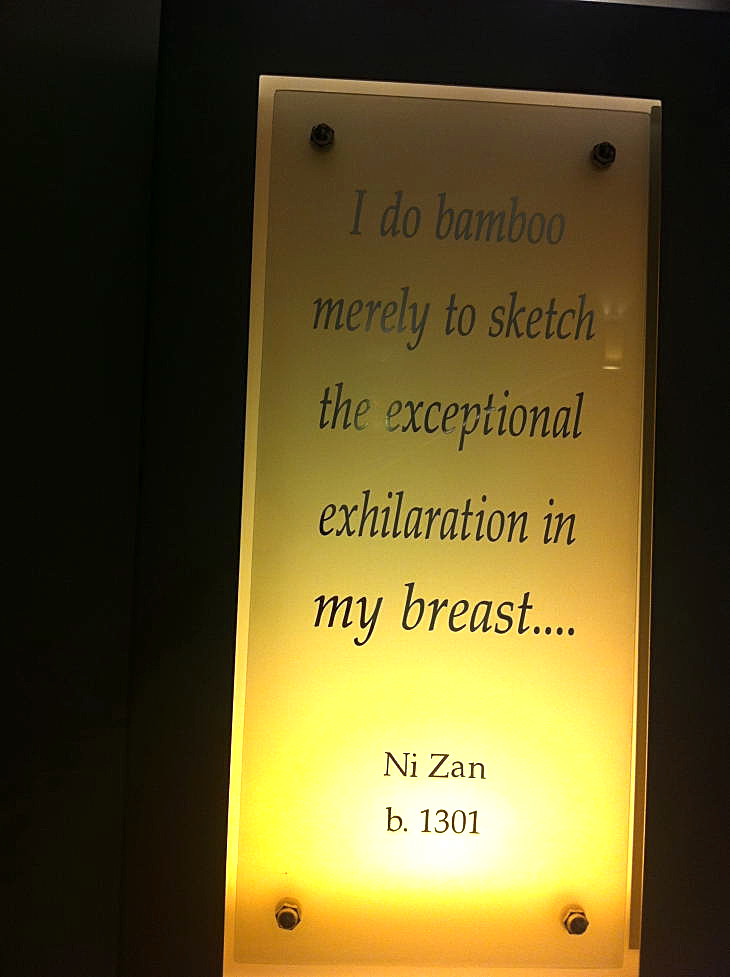 I do bamboo
merely to sketch
the exceptional
exhilaration in
my breast....
Ni Zan
b. 1301